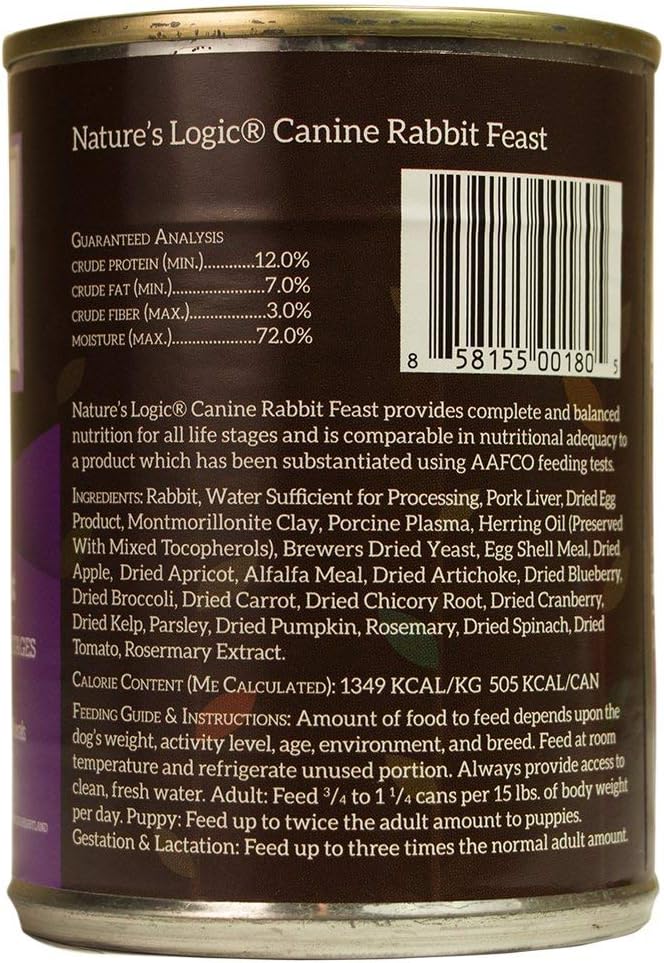 Nature's Logic® Canine Rabbit Feast
GUARANTEED ANALYSIS
CRUDE PROTEIN (MIN.)..............12.0%
CRUDE FAT (MIN.).........................7.0%
CRUDE FIBER (MAX.)....................3.0%
MOISTURE (MAX.)......................72.0%
8 58155 00180 5
Nature's Logic® Canine Rabbit Feast provides complete and balanced
nutrition for all life stages and is comparable in nutritional adequacy to
a product which has been substantiated using AAFCO feeding tests.
INGREDIENTS: Rabbit, Water Sufficient for Processing, Pork Liver, Dried Egg
Product, Montmorillonite Clay, Porcine Plasma, Herring Oil (Preserved
With Mixed Tocopherols), Brewers Dried Yeast, Egg Shell Meal, Dried
Apple, Dried Apricot, Alfalfa Meal, Dried Artichoke, Dried Blueberry,
Dried Broccoli, Dried Carrot, Dried Chicory Root, Dried Cranberry,
Dried Kelp, Parsley, Dried Pumpkin, Rosemary, Dried Spinach, Dried
Tomato, Rosermary Extract.
CALORIE CONTENT (ME CALCULATED): 1349 KCAL/KG 505 KCAL/CAN
FEEDING GUIDE & INSTRUCTIONS: Amount of food to feed depends upon the
dog's weight, activity level, age, environment, and breed. Feed at room
temperature and refrigerate unused portion. Always provide access to
clean, fresh water. Adult: Feed 3/4 to 1 1/4 cans per 15 lbs. of body weight
per day. Puppy: Feed up to twice the adult amount to puppies.
Gestation & Lactation: Feed up to three times the normal adult amount.